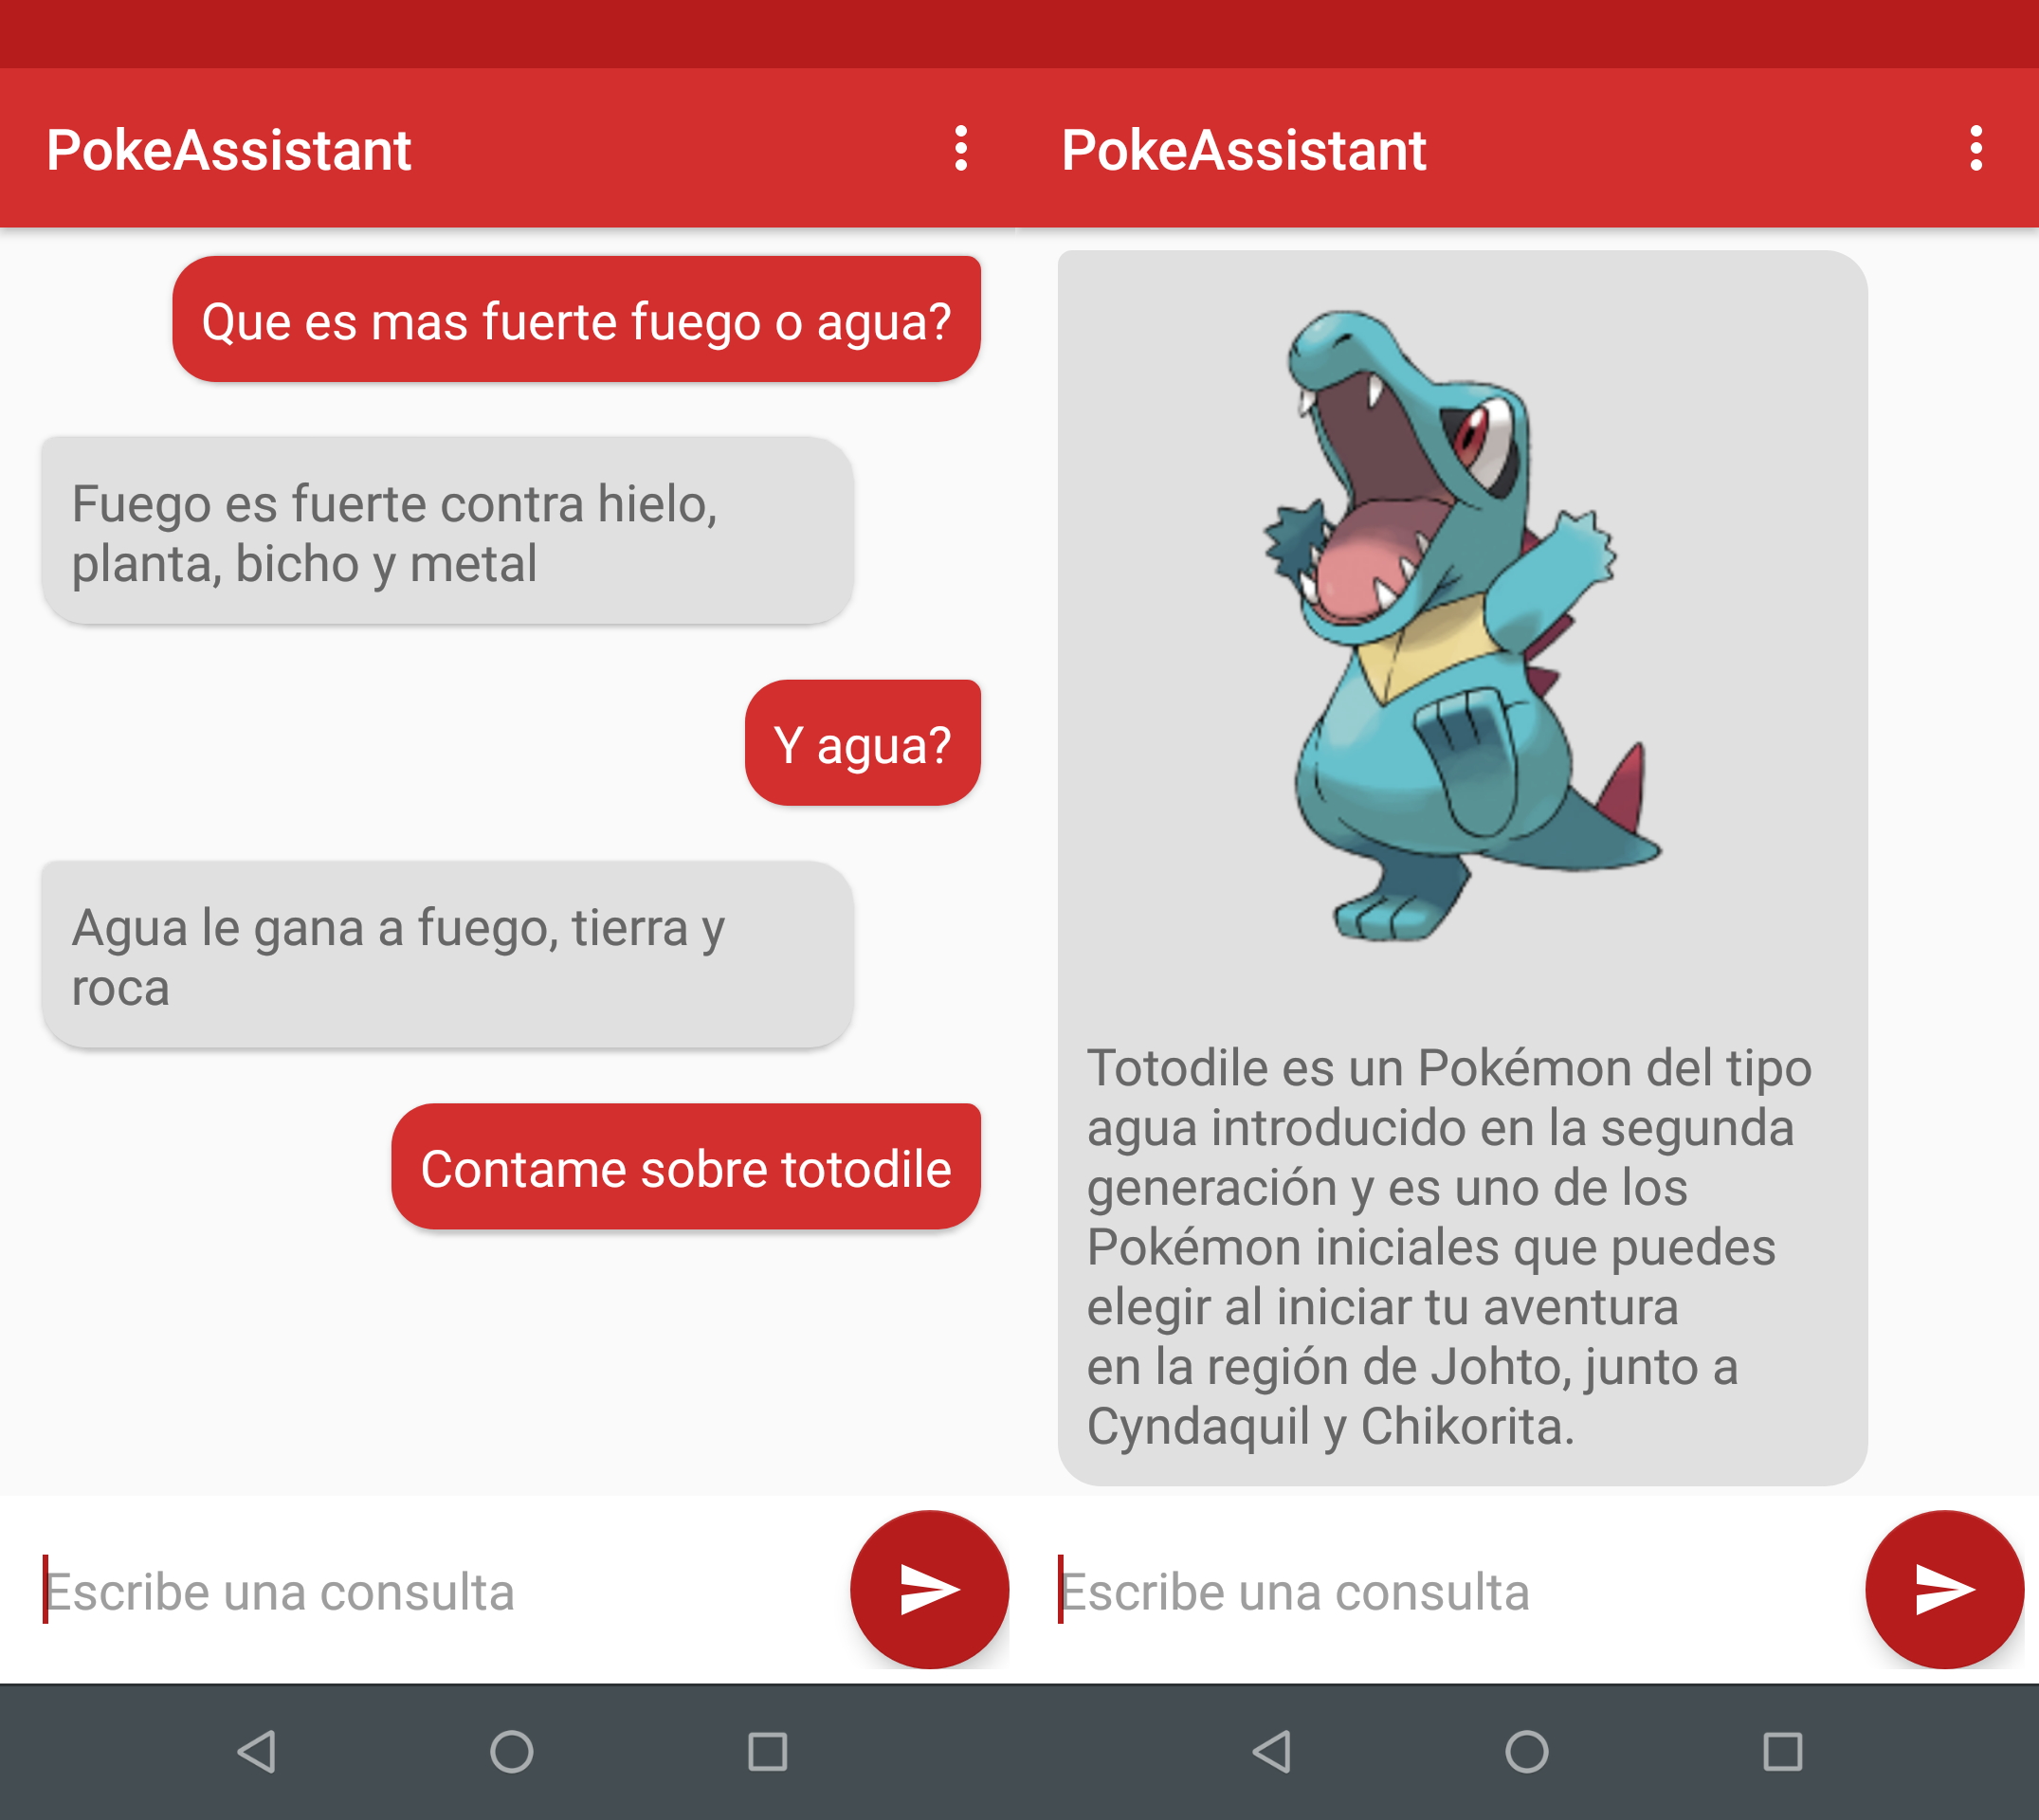 PokeAssistant
Que es mas fuerte fuego o agua?
Fuego es fuerte contra hielo,
planta, bicho y metal
Y agua?
Agua le gana a fuego, tierra y
roca
Contame sobre totodile
Escribe una consulta
PokeAssistant
Totodile es un Pokémon del tipo
agua introducido en la segunda
generación y es uno de los
Pokémon iniciales que puedes
elegir al iniciar tu aventura
en la región de Johto, junto a
Cyndaquil y Chikorita.
Escribe una consulta